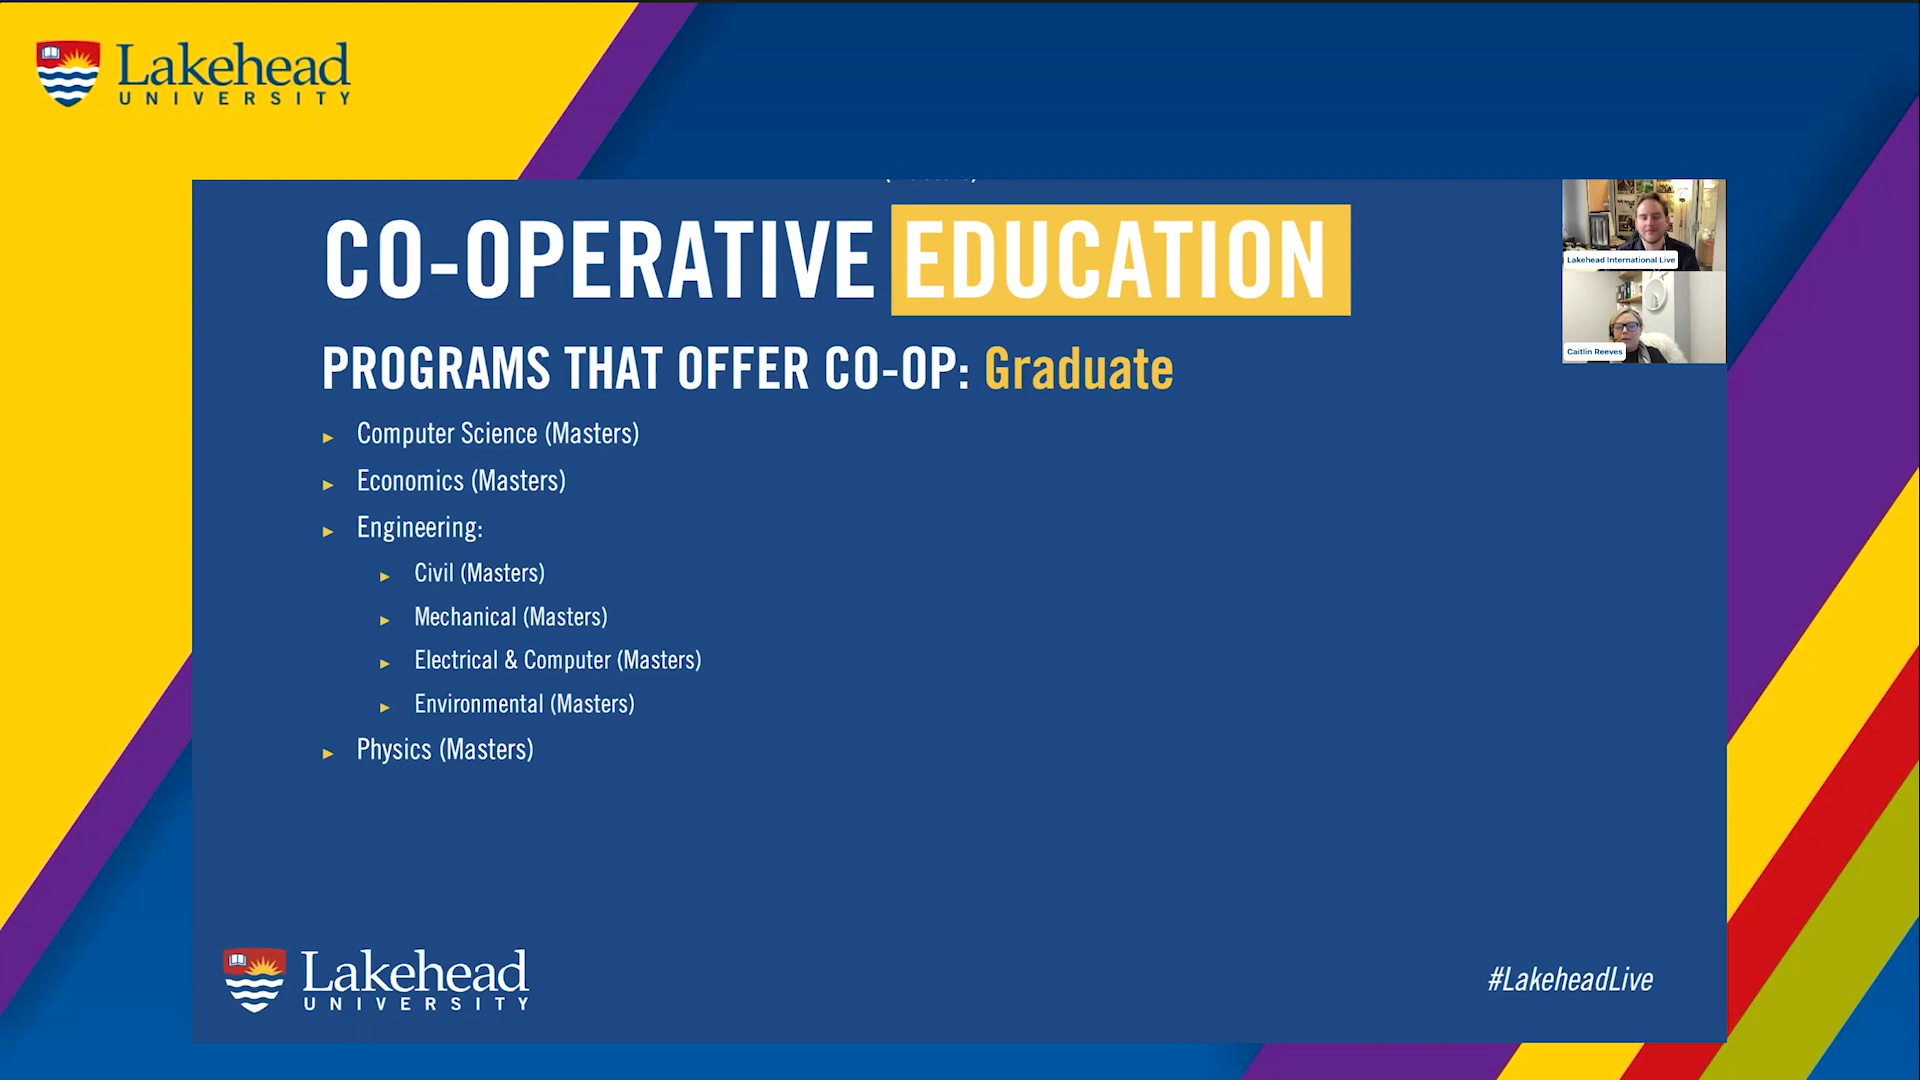 Lakehead
UNIVERSITY
CO-OPERATIVE EDUCATION
Lakehead International Live
Caitlin Reeves
PROGRAMS THAT OFFER CO-OP: Graduate
► Computer Science (Masters)
► Economics (Masters)
► Engineering:
► Civil (Masters)
► Mechanical (Masters)
► Electrical & Computer (Masters)
► Environmental (Masters)
► Physics (Masters)
Lakehead
UNIVERSITY
#LakeheadLive